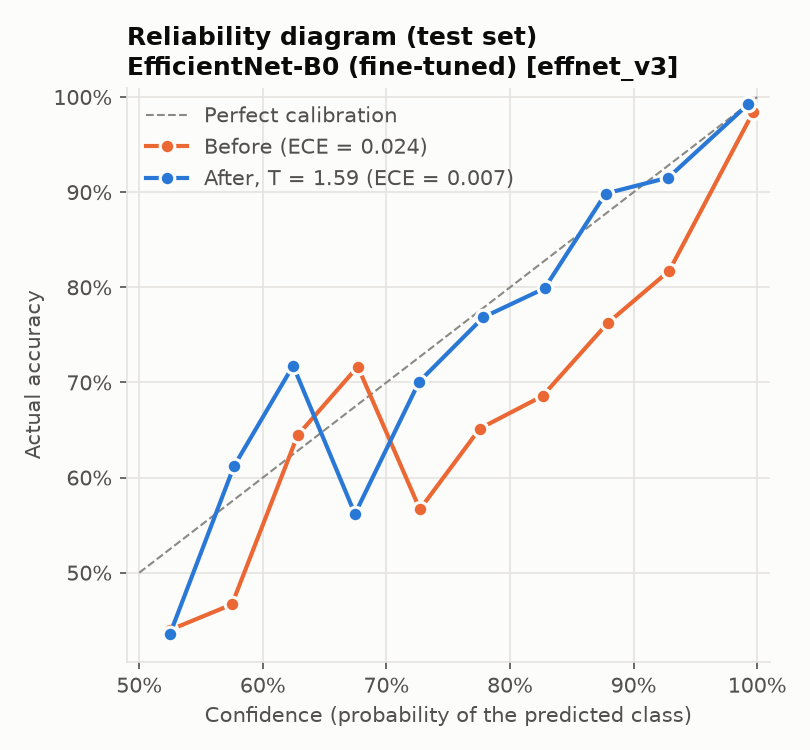 Reliability diagram (test set)
EfficientNet-B0 (fine-tuned) [effnet_v3]
100%
90%
80%
70%
60%
50%
Actual accuracy
Perfect calibration
Before (ECE = 0.024)
After, T = 1.59 (ECE = 0.007)
50%
60%
70%
80%
90%
100%
Confidence (probability of the predicted class)